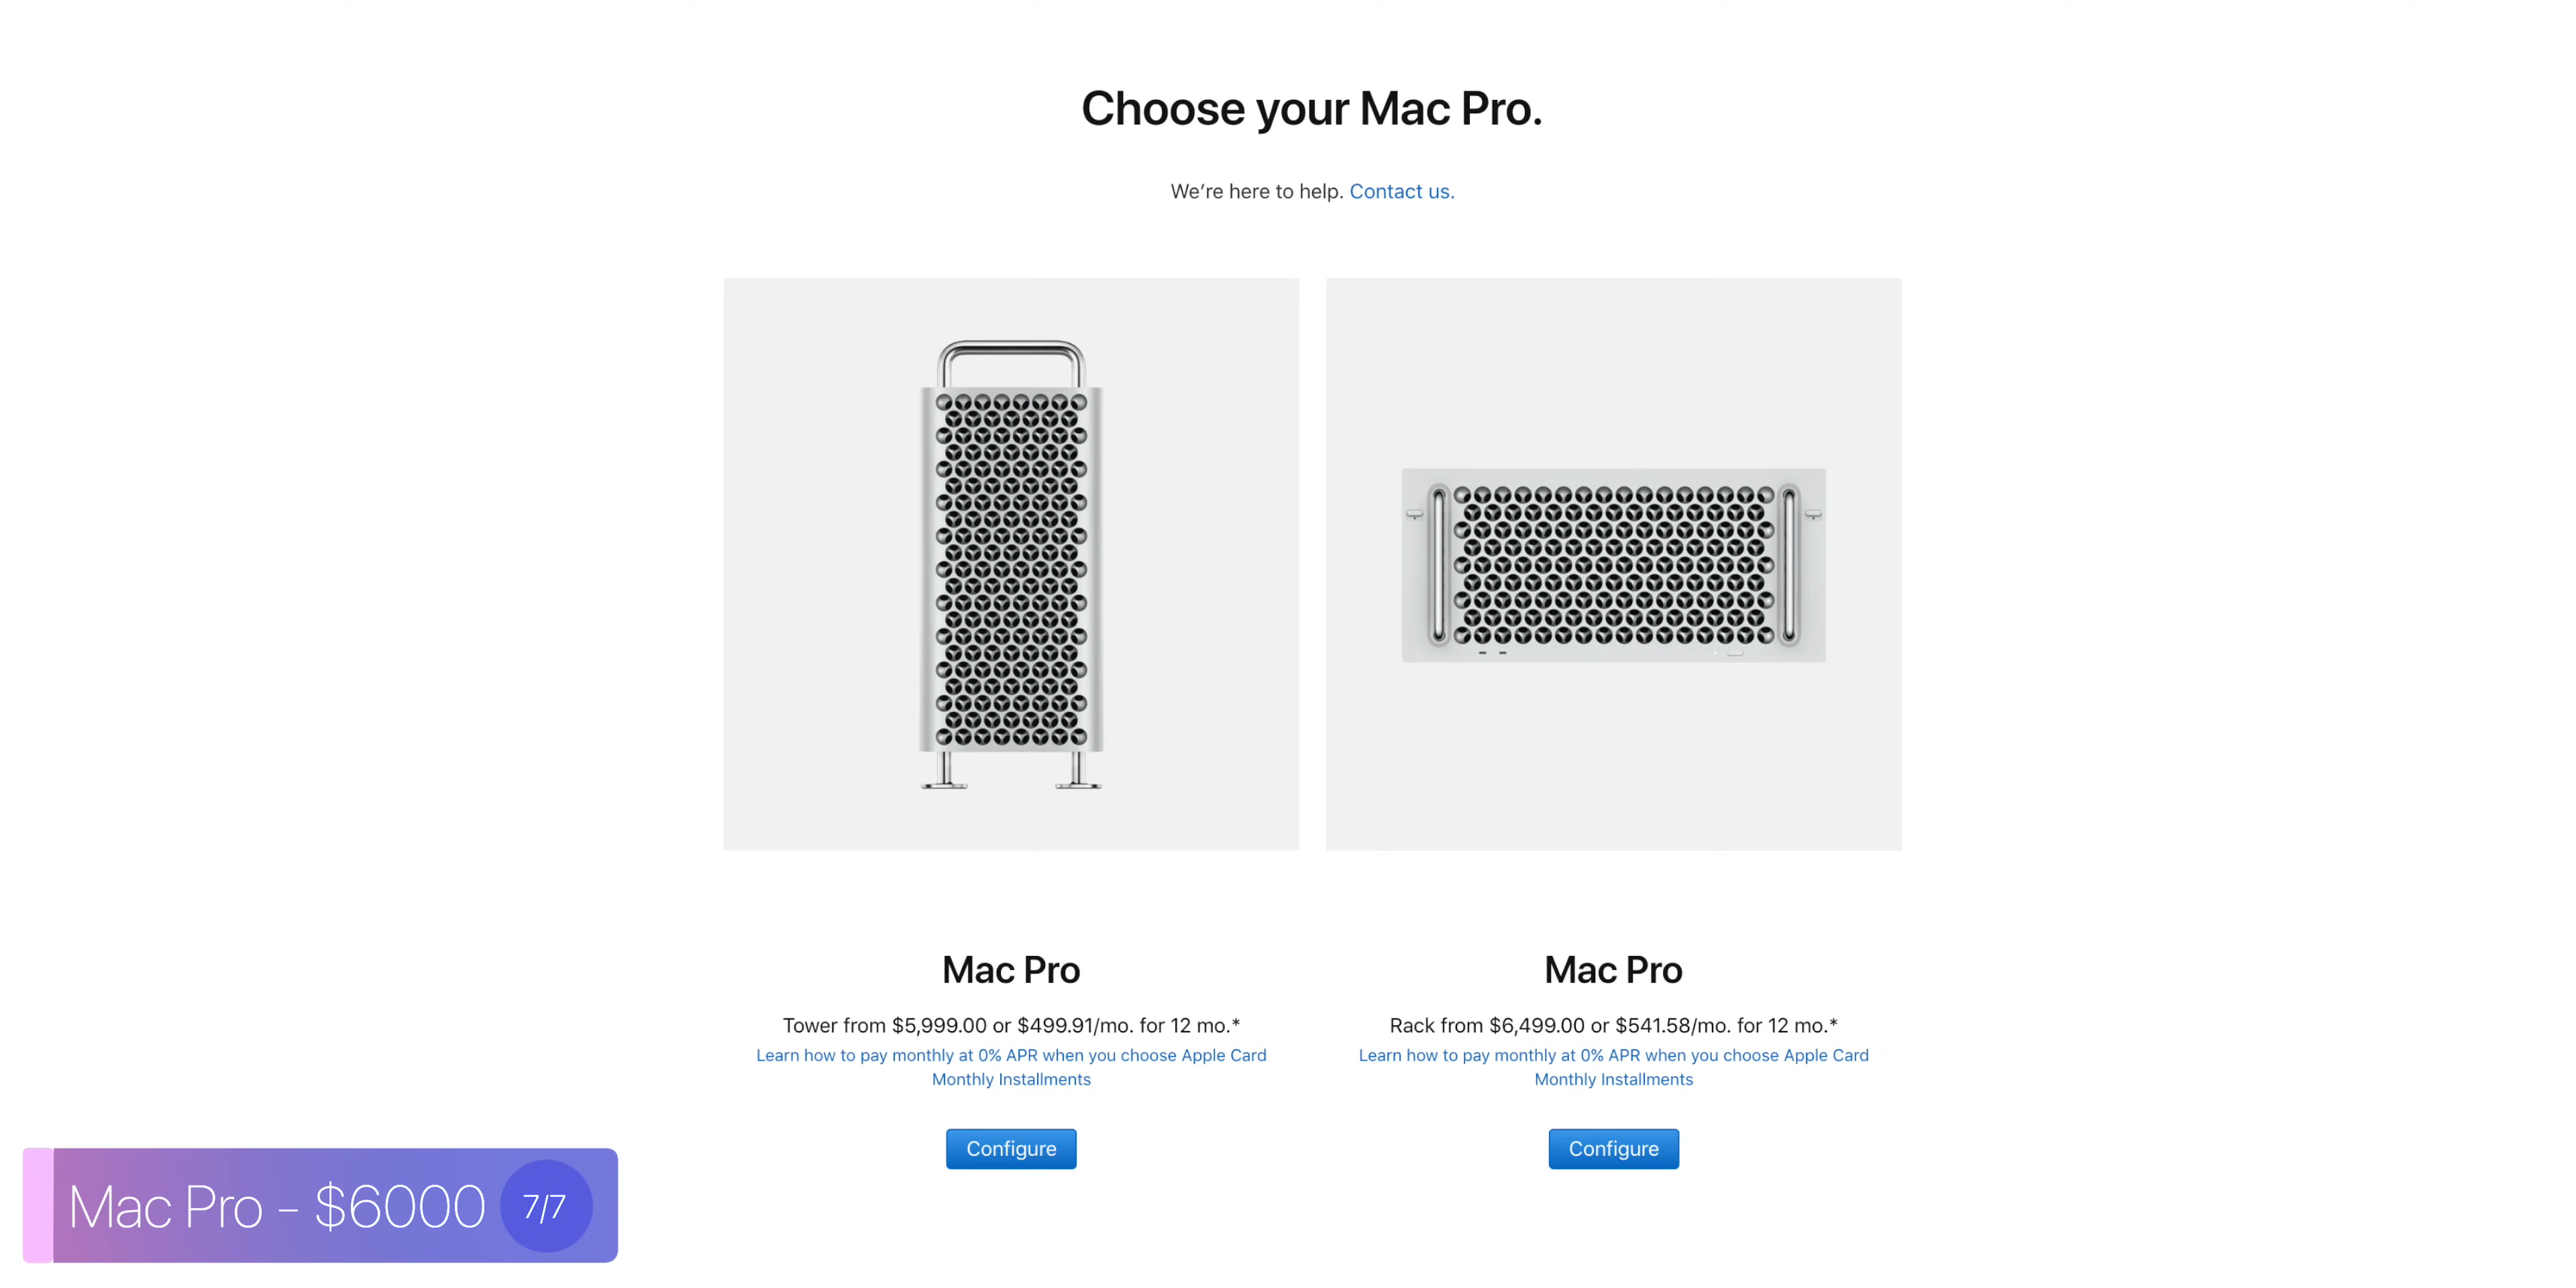 Choose your Mac Pro.
We're here to help. Contact us.
Mac Pro
Tower from $5,999.00 or $499.91/mo. for 12 mo.*
Learn how to pay monthly at 0% APR when you choose Apple Card
Monthly Installments
Configure
Mac Pro
Rack from $6,499.00 or $541.58/mo. for 12 mo.*
Learn how to pay monthly at 0% APR when you choose Apple Card
Monthly Installments
Configure
Mac Pro – $6000 7/7